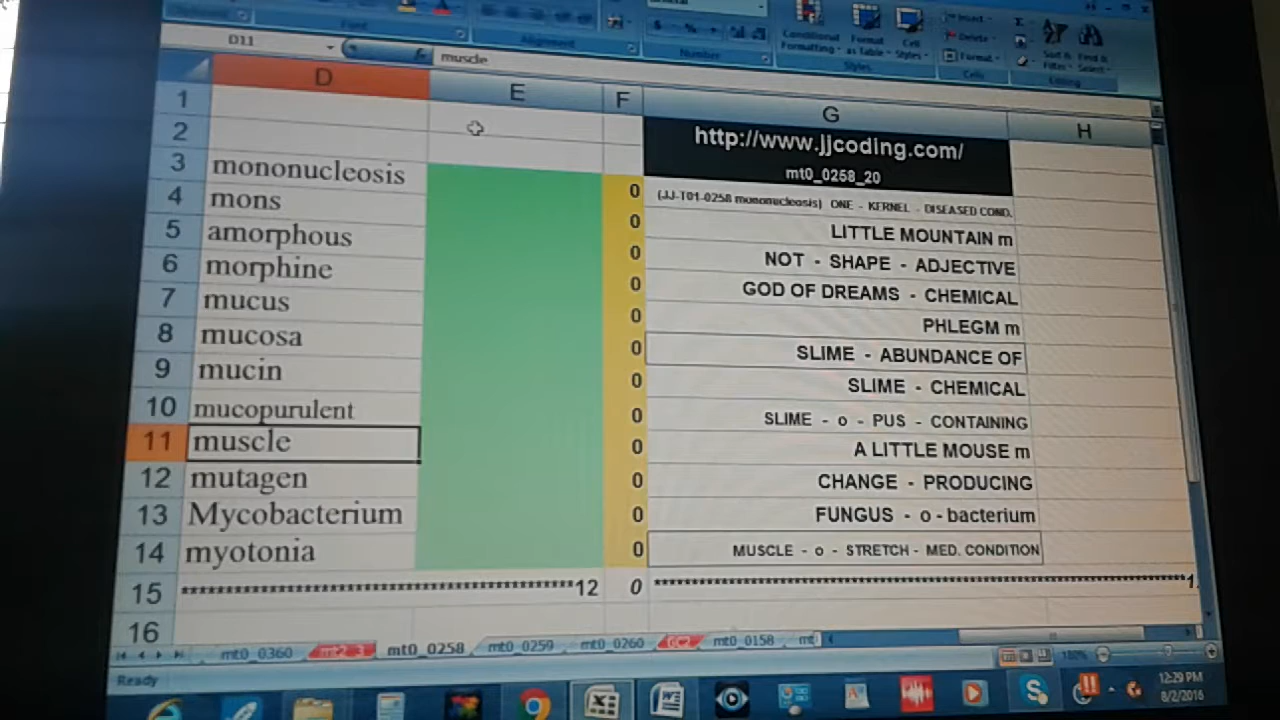 D11
muscle
Font
Alignment
Number
Styles
Cells
Editing
Conditional Formatting
Format as Table
Cell Styles
Insert
Delete
Format
Sort & Filter
Find & Select
D E F G H
1
2 http://www.jjcoding.com/
mt0_0258_20
3 mononucleosis 0 (JJ-T01-0258 mononucleosis) ONE - KERNEL - DISEASED COND.
4 mons 0 LITTLE MOUNTAIN m
5 amorphous 0 NOT - SHAPE - ADJECTIVE
6 morphine 0 GOD OF DREAMS - CHEMICAL
7 mucus 0 PHLEGM m
8 mucosa 0 SLIME - ABUNDANCE OF
9 mucin 0 SLIME - CHEMICAL
10 mucopurulent 0 SLIME - o - PUS - CONTAINING
11 muscle 0 A LITTLE MOUSE m
12 mutagen 0 CHANGE - PRODUCING
13 Mycobacterium 0 FUNGUS - o - bacterium
14 myotonia 0 MUSCLE - o - STRETCH - MED. CONDITION
15 12 0
16
mt0_0360 mt2_3 mt0_0258 mt0_0259 mt0_0260 GC2 mt0_0158
Ready 180%
12:29 PM
8/2/2016